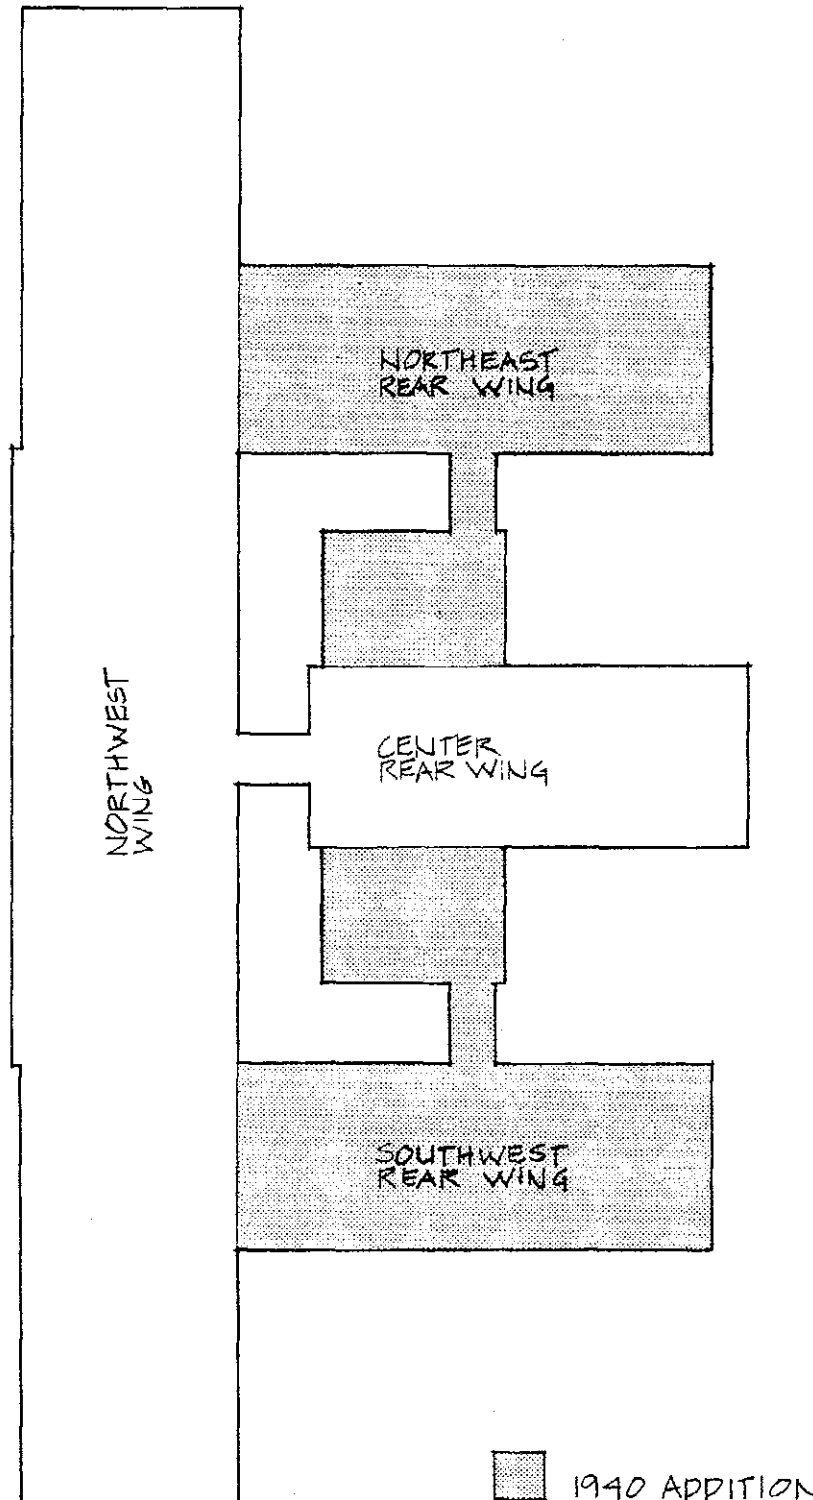 NORTHEAST
REAR WING
NORTHWEST
WING
CENTER
REAR WING
SOUTHWEST
REAR WING
1940 ADDITION